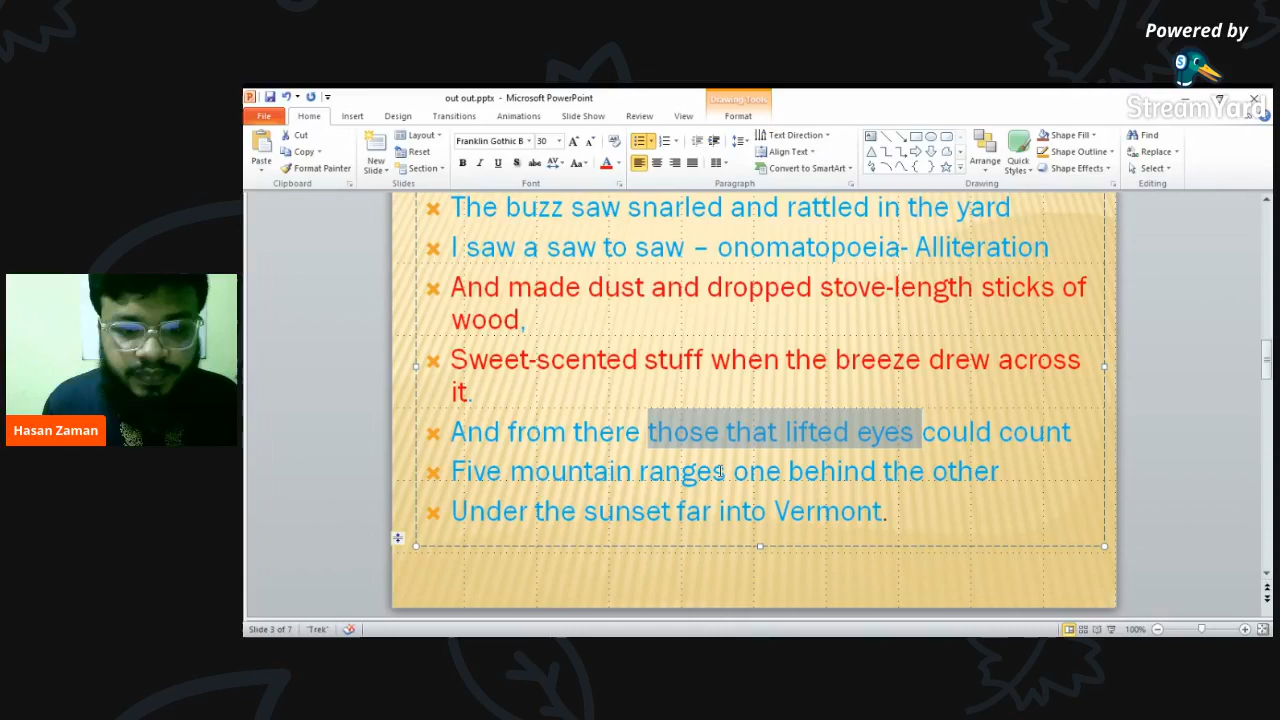 Powered by
StreamYard
out out.pptx - Microsoft PowerPoint
Drawing Tools
File Home Insert Design Transitions Animations Slide Show Review View Format
Paste
Cut
Copy
Format Painter
Clipboard
New Slide
Layout
Reset
Section
Slides
Franklin Gothic B 30
B I U S abc AV Aa A
Font
Text Direction
Align Text
Convert to SmartArt
Paragraph
Arrange
Quick Styles
Shape Fill
Shape Outline
Shape Effects
Drawing
Find
Replace
Select
Editing
The buzz saw snarled and rattled in the yard
I saw a saw to saw – onomatopoeia- Alliteration
And made dust and dropped stove-length sticks of
wood,
Sweet-scented stuff when the breeze drew across
it.
And from there those that lifted eyes could count
Five mountain ranges one behind the other
Under the sunset far into Vermont.
Hasan Zaman
Slide 3 of 7 "Trek" 100%